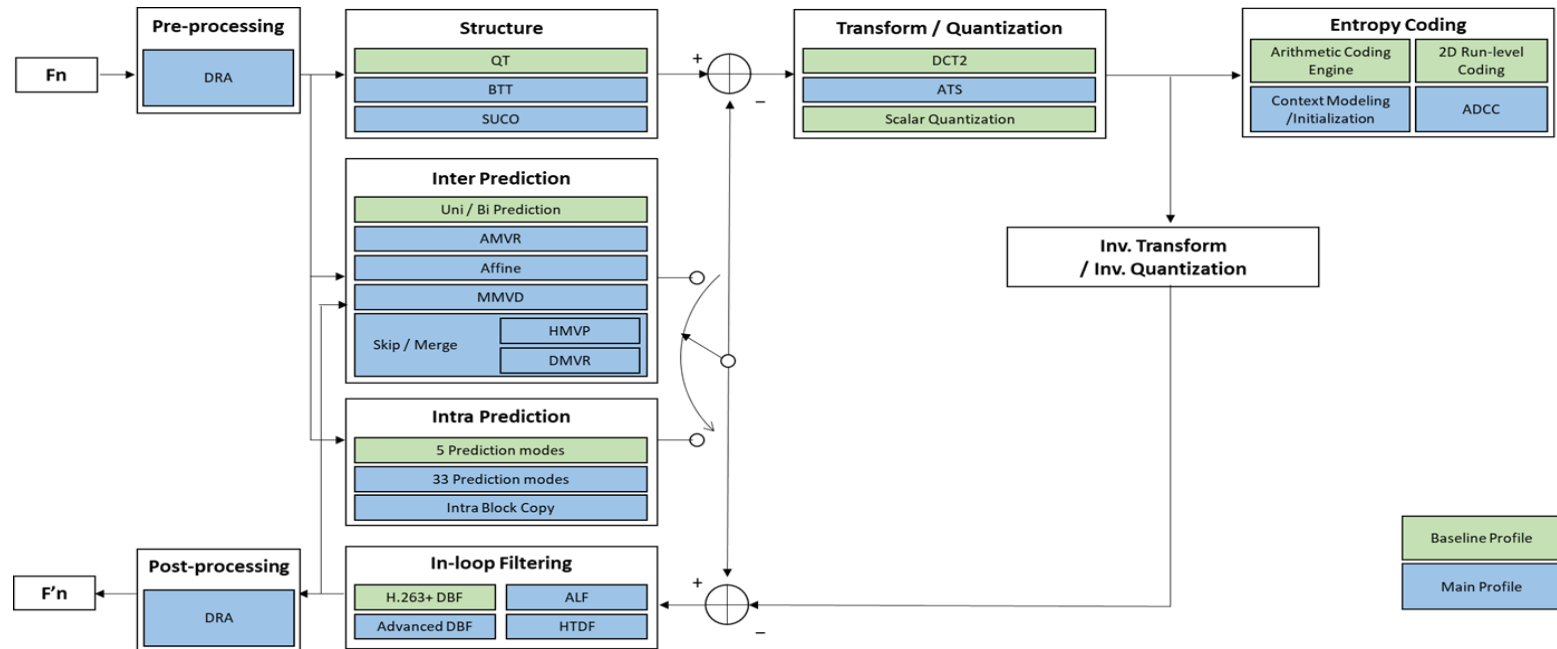 Pre-processing
Fn
DRA
Structure
QT
BTT
SUCO
+
−
Transform / Quantization
DCT2
ATS
Scalar Quantization
Entropy Coding
Arithmetic Coding
Engine
2D Run-level
Coding
Context Modeling
/Initialization
ADCC
Inter Prediction
Uni / Bi Prediction
AMVR
Affine
MMVD
Skip / Merge
HMVP
DMVR
Inv. Transform
/ Inv. Quantization
Intra Prediction
5 Prediction modes
33 Prediction modes
Intra Block Copy
Post-processing
F'n
DRA
In-loop Filtering
H.263+ DBF
ALF
Advanced DBF
HTDF
+
−
Baseline Profile
Main Profile